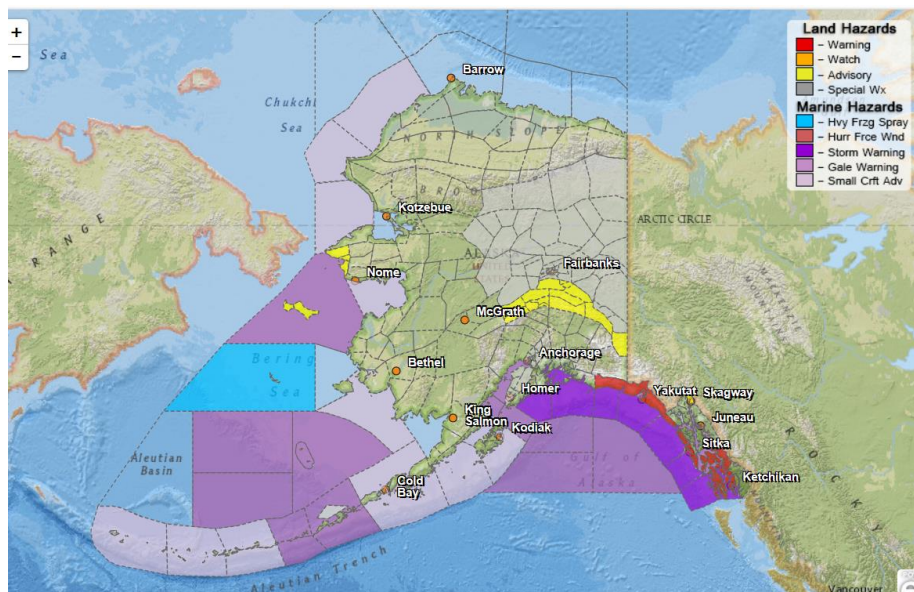 +
−
Land Hazards
– Warning
– Watch
– Advisory
– Special Wx
Marine Hazards
– Hvy Frzg Spray
– Hurr Frce Wnd
– Storm Warning
– Gale Warning
– Small Crft Adv
Sea
Barrow
Chukchi
Sea
NORTH SLOPE
BROO
Kotzebue
ARCTIC CIRCLE
RANGE
Nome
Fairbanks
McGrath
Bering
Sea
Bethel
Anchorage
Homer
Yakutat
Skagway
King
Salmon
Kodiak
Juneau
Sitka
Aleutian
Basin
Gulf of
Alaska
Ketchikan
Cold
Bay
ROCKY
Aleutian Trench
Vancouver